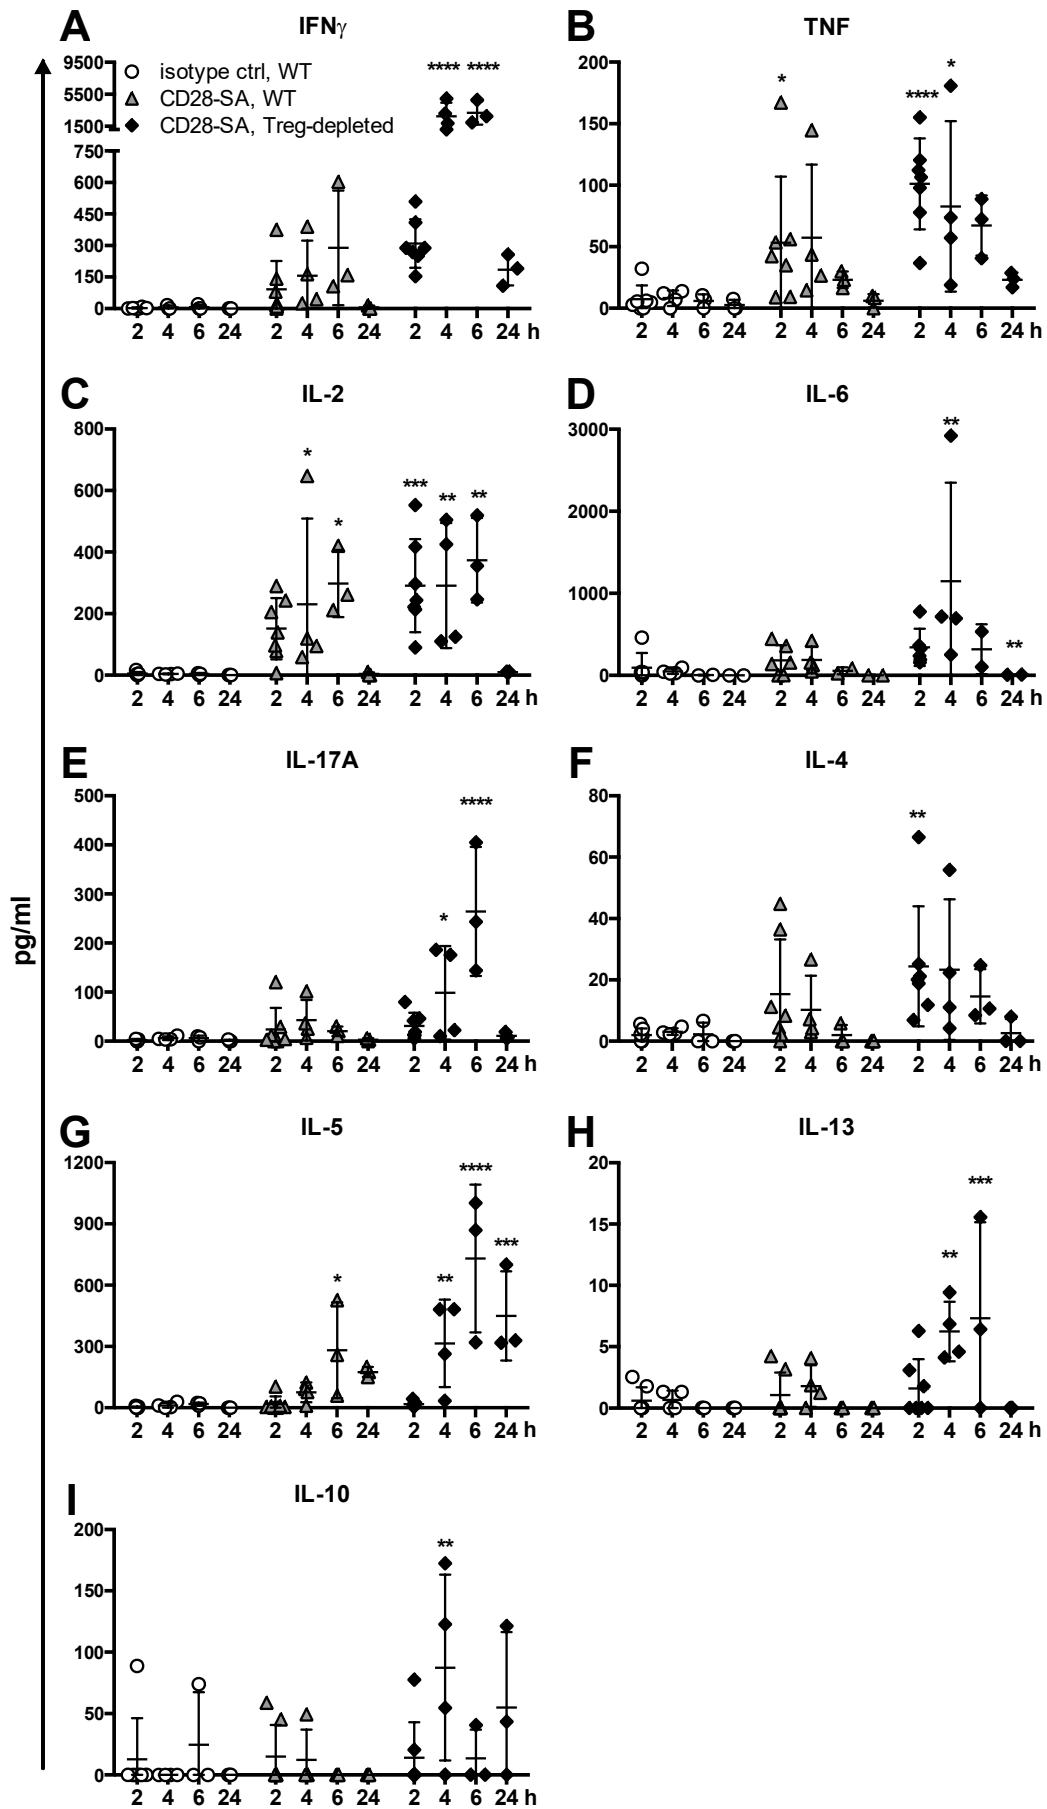 A IFNγ
9500
5500
1500
750
600
450
300
150
0
isotype ctrl, WT
CD28-SA, WT
CD28-SA, Treg-depleted
**** ****
2 4 6 24 2 4 6 24 2 4 6 24 h
B TNF
200
150
100
50
0
* **** *
2 4 6 24 2 4 6 24 2 4 6 24 h
C IL-2
800
600
400
200
0
* * *** ** **
2 4 6 24 2 4 6 24 2 4 6 24 h
D IL-6
3000
2000
1000
0
** **
2 4 6 24 2 4 6 24 2 4 6 24 h
E IL-17A
500
400
300
200
100
0
* ****
2 4 6 24 2 4 6 24 2 4 6 24 h
F IL-4
80
60
40
20
0
**
2 4 6 24 2 4 6 24 2 4 6 24 h
pg/ml
G IL-5
1200
900
600
300
0
* ** **** ***
2 4 6 24 2 4 6 24 2 4 6 24 h
H IL-13
20
15
10
5
0
** ***
2 4 6 24 2 4 6 24 2 4 6 24 h
I IL-10
200
150
100
50
0
**
2 4 6 24 2 4 6 24 2 4 6 24 h